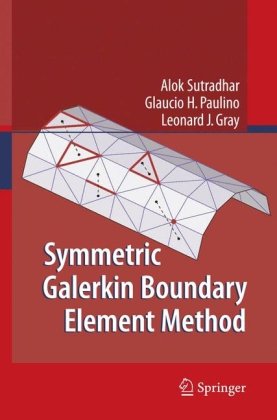 Alok Sutradhar
Glaucio H. Paulino
Leonard J. Gray
Symmetric
Galerkin Boundary
Element Method
Springer